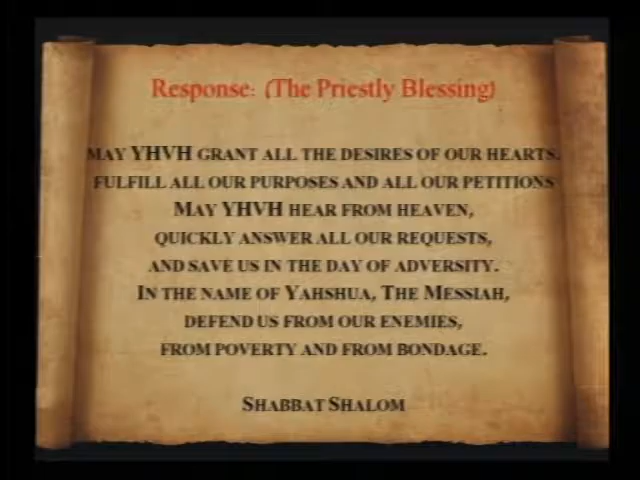 Response: (The Priestly Blessing)
MAY YHVH GRANT ALL THE DESIRES OF OUR HEARTS.
FULFILL ALL OUR PURPOSES AND ALL OUR PETITIONS
MAY YHVH HEAR FROM HEAVEN,
QUICKLY ANSWER ALL OUR REQUESTS,
AND SAVE US IN THE DAY OF ADVERSITY.
IN THE NAME OF YAHSHUA, THE MESSIAH,
DEFEND US FROM OUR ENEMIES,
FROM POVERTY AND FROM BONDAGE.
SHABBAT SHALOM